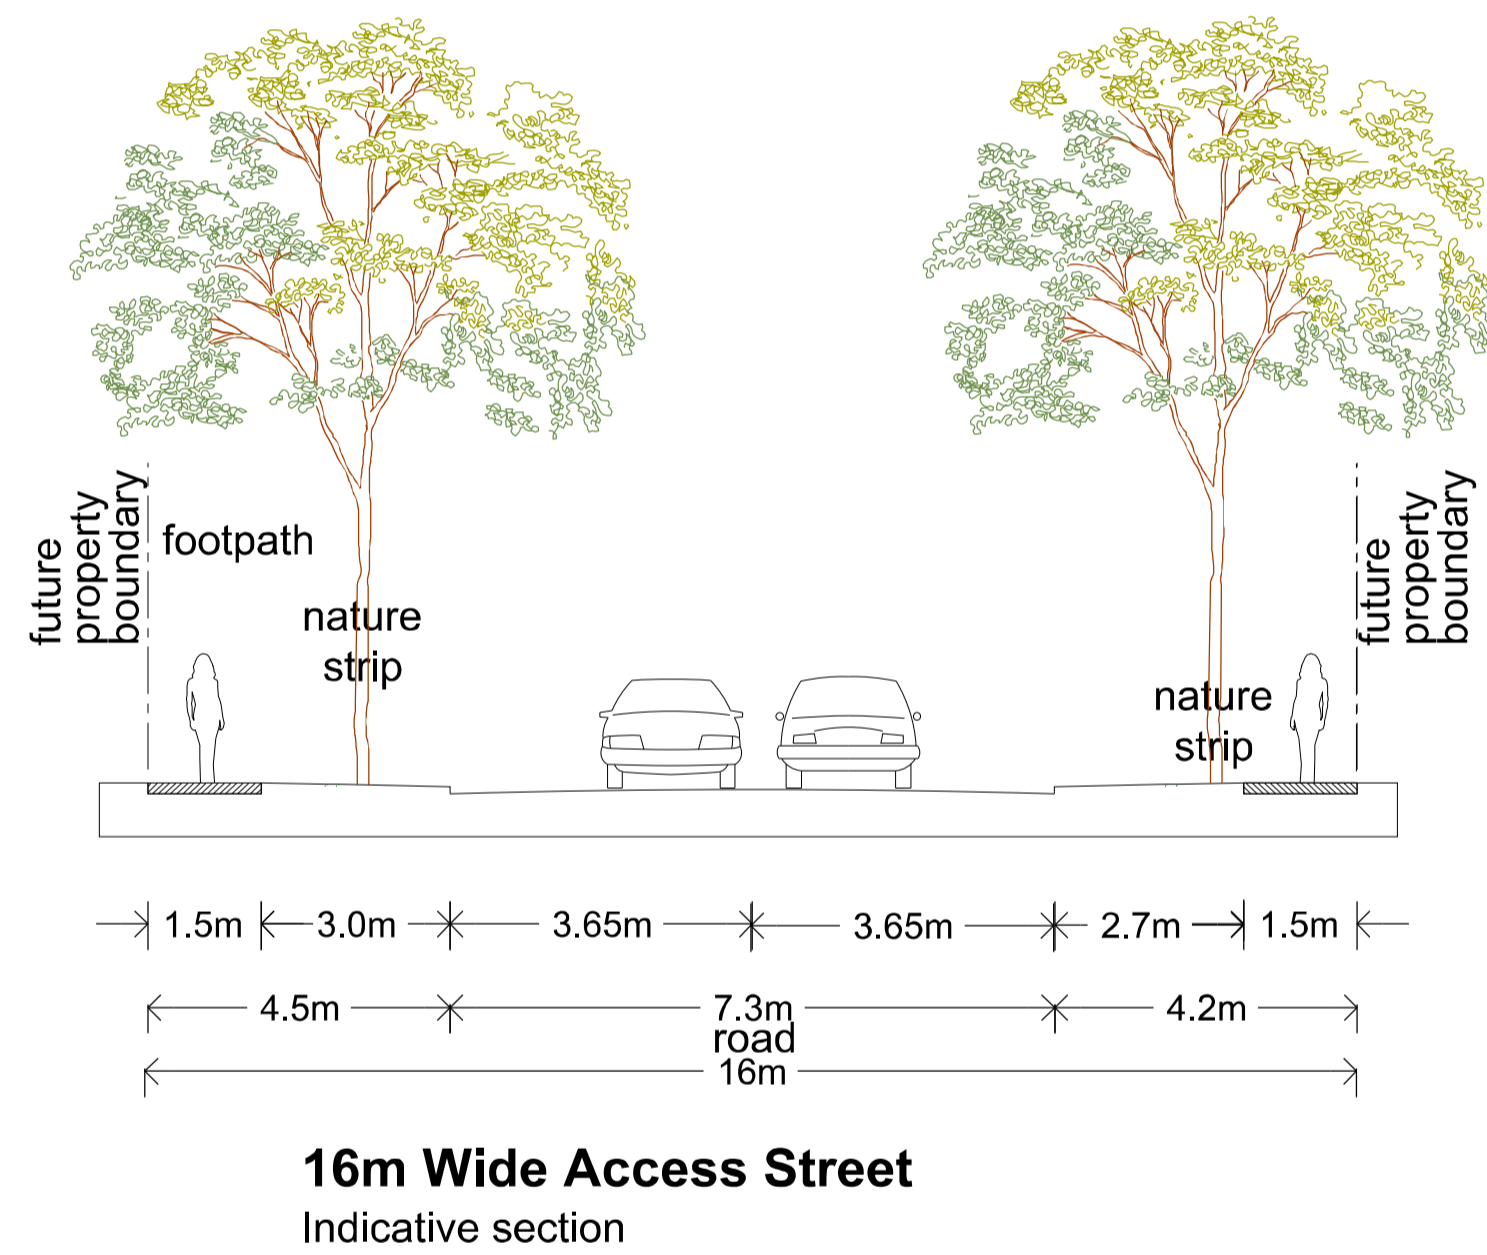 future
property
boundary
footpath
nature
strip
nature
strip
future
property
boundary
1.5m
3.0m
3.65m
3.65m
2.7m
1.5m
4.5m
7.3m
4.2m
road
16m
16m Wide Access Street
Indicative section